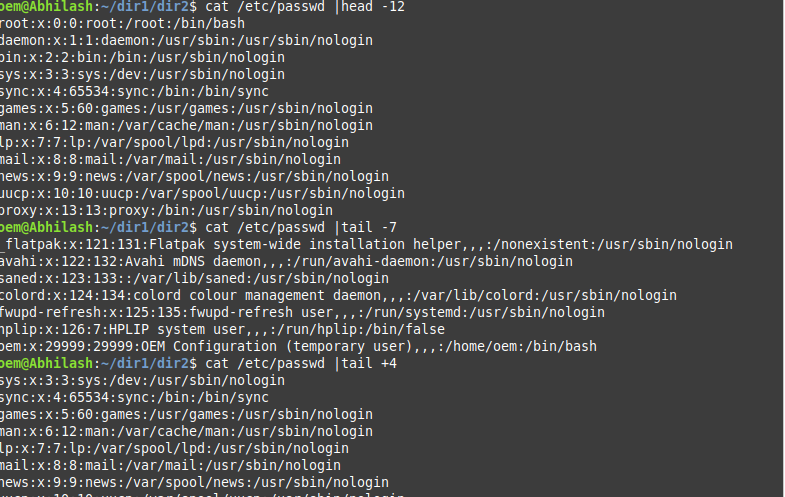 oem@Abhilash:~/dir1/dir2$ cat /etc/passwd |head -12
root:x:0:0:root:/root:/bin/bash
daemon:x:1:1:daemon:/usr/sbin:/usr/sbin/nologin
bin:x:2:2:bin:/bin:/usr/sbin/nologin
sys:x:3:3:sys:/dev:/usr/sbin/nologin
sync:x:4:65534:sync:/bin:/bin/sync
games:x:5:60:games:/usr/games:/usr/sbin/nologin
man:x:6:12:man:/var/cache/man:/usr/sbin/nologin
lp:x:7:7:lp:/var/spool/lpd:/usr/sbin/nologin
mail:x:8:8:mail:/var/mail:/usr/sbin/nologin
news:x:9:9:news:/var/spool/news:/usr/sbin/nologin
uucp:x:10:10:uucp:/var/spool/uucp:/usr/sbin/nologin
proxy:x:13:13:proxy:/bin:/usr/sbin/nologin
oem@Abhilash:~/dir1/dir2$ cat /etc/passwd |tail -7
_flatpak:x:121:131:Flatpak system-wide installation helper,,,:/nonexistent:/usr/sbin/nologin
avahi:x:122:132:Avahi mDNS daemon,,,:/run/avahi-daemon:/usr/sbin/nologin
saned:x:123:133::/var/lib/saned:/usr/sbin/nologin
colord:x:124:134:colord colour management daemon,,,:/var/lib/colord:/usr/sbin/nologin
fwupd-refresh:x:125:135:fwupd-refresh user,,,:/run/systemd:/usr/sbin/nologin
hplip:x:126:7:HPLIP system user,,,:/run/hplip:/bin/false
oem:x:29999:29999:OEM Configuration (temporary user),,,:/home/oem:/bin/bash
oem@Abhilash:~/dir1/dir2$ cat /etc/passwd |tail +4
sys:x:3:3:sys:/dev:/usr/sbin/nologin
sync:x:4:65534:sync:/bin:/bin/sync
games:x:5:60:games:/usr/games:/usr/sbin/nologin
man:x:6:12:man:/var/cache/man:/usr/sbin/nologin
lp:x:7:7:lp:/var/spool/lpd:/usr/sbin/nologin
mail:x:8:8:mail:/var/mail:/usr/sbin/nologin
news:x:9:9:news:/var/spool/news:/usr/sbin/nologin